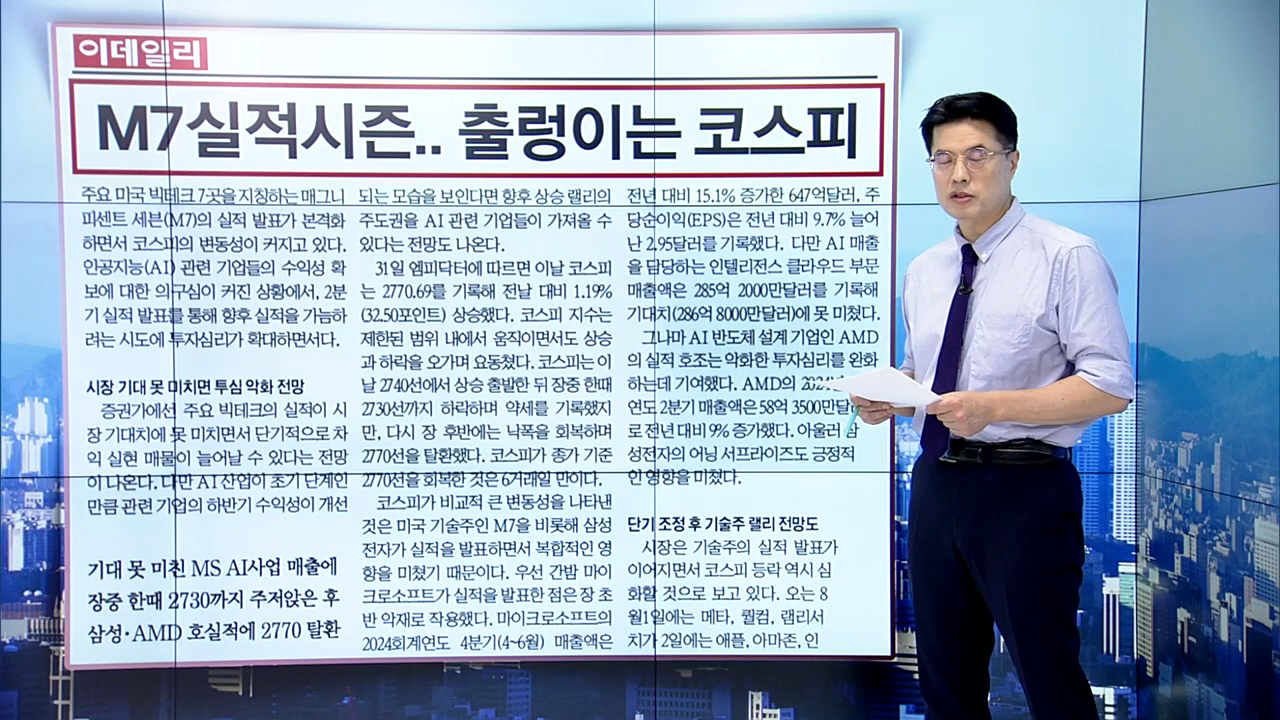 이데일리
M7실적시즌.. 출렁이는 코스피
주요 미국 빅테크 7곳을 지칭하는 매그니
피센트 세븐(M7)의 실적 발표가 본격화
하면서 코스피의 변동성이 커지고 있다.
인공지능(AI) 관련 기업들의 수익성 확
보에 대한 의구심이 커진 상황에서, 2분
기 실적 발표를 통해 향후 실적을 가늠하
려는 시도에 투자심리가 확대하면서다.
시장 기대 못 미치면 투심 악화 전망
증권가에선 주요 빅테크의 실적이 시
장 기대치에 못 미치면서 단기적으로 차
익 실현 매물이 늘어날 수 있다는 전망
이 나온다. 다만 AI 산업이 초기 단계인
만큼 관련 기업의 하반기 수익성이 개선
기대 못 미친 MS AI사업 매출에
장중 한때 2730까지 주저앉은 후
삼성·AMD 호실적에 2770 탈환
되는 모습을 보인다면 향후 상승 랠리의
주도권을 AI 관련 기업들이 가져올 수
있다는 전망도 나온다.
31일 엠피닥터에 따르면 이날 코스피
는 2770.69를 기록해 전날 대비 1.19%
(32.50포인트) 상승했다. 코스피 지수는
제한된 범위 내에서 움직이면서도 상승
과 하락을 오가며 요동쳤다. 코스피는 이
날 2740선에서 상승 출발한 뒤 장중 한때
2730선까지 하락하며 약세를 기록했지
만, 다시 장 후반에는 낙폭을 회복하며
2770선을 탈환했다. 코스피가 종가 기준
2770선을 회복한 것은 6거래일 만이다.
코스피가 비교적 큰 변동성을 나타낸
것은 미국 기술주인 M7을 비롯해 삼성
전자가 실적을 발표하면서 복합적인 영
향을 미쳤기 때문이다. 우선 간밤 마이
크로소프트가 실적을 발표한 점은 장 초
반 악재로 작용했다. 마이크로소프트의
2024회계연도 4분기(4~6월) 매출액은
전년 대비 15.1% 증가한 647억달러, 주
당순이익(EPS)은 전년 대비 9.7% 늘어
난 2.95달러를 기록했다. 다만 AI 매출
을 담당하는 인텔리전스 클라우드 부문
매출액은 285억 2000만달러를 기록해
기대치(286억 8000만달러)에 못 미쳤다.
그나마 AI 반도체 설계 기업인 AMD
의 실적 호조는 악화한 투자심리를 완화
하는데 기여했다. AMD의 2024
연도 2분기 매출액은 58억 3500만달러
로 전년 대비 9% 증가했다. 아울러 삼
성전자의 어닝 서프라이즈도 긍정적
인 영향을 미쳤다.
단기 조정 후 기술주 랠리 전망도
시장은 기술주의 실적 발표가
이어지면서 코스피 등락 역시 심
화할 것으로 보고 있다. 오는 8
월1일에는 메타, 퀄컴, 랩리서
치가 2일에는 애플, 아마존, 인